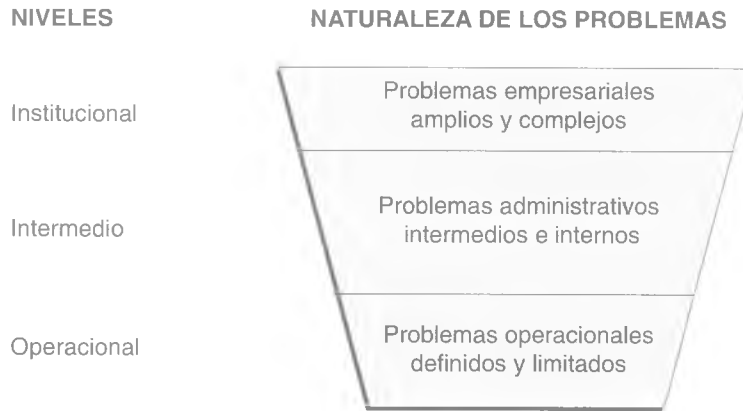 NIVELES
NATURALEZA DE LOS PROBLEMAS
Institucional
Problemas empresariales
amplios y complejos
Intermedio
Problemas administrativos
intermedios e internos
Operacional
Problemas operacionales
definidos y limitados